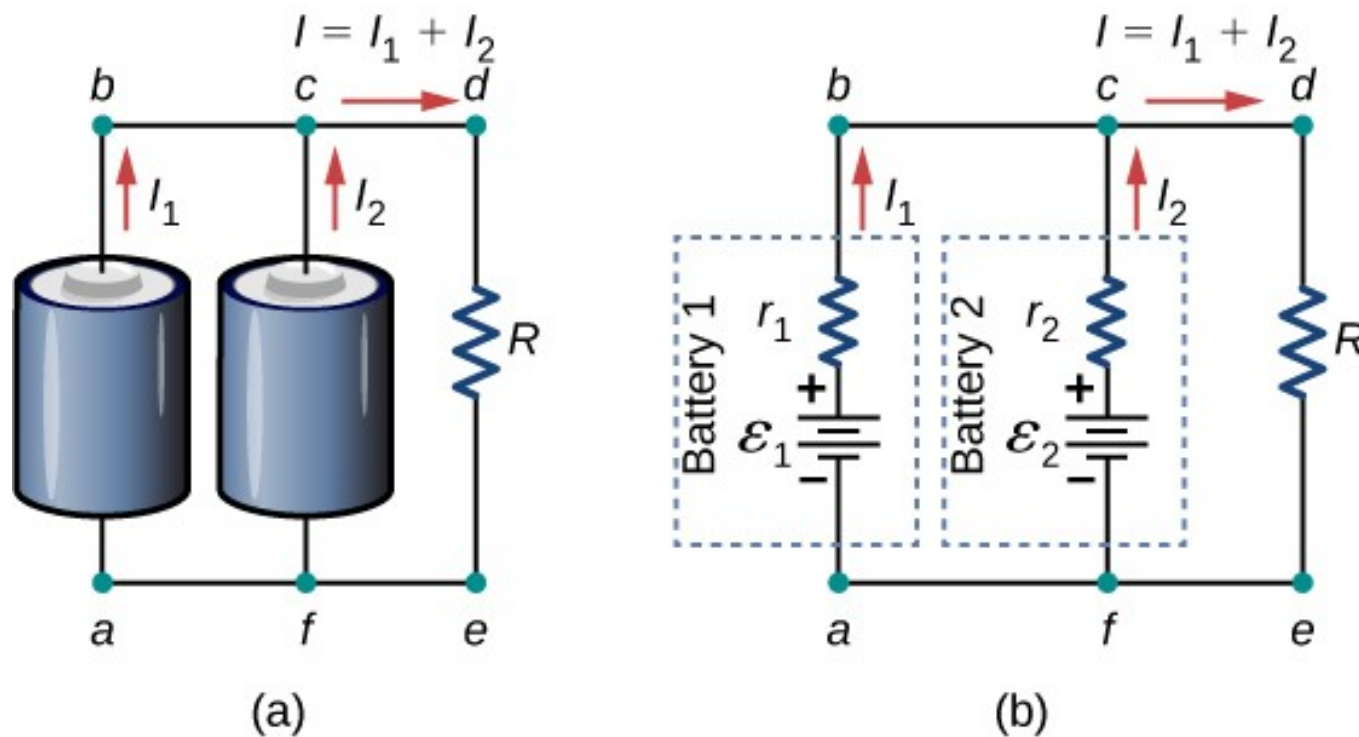 I = I₁ + I₂
b c d
I₁ I₂
R
a f e
(a)
I = I₁ + I₂
b c d
I₁ I₂
Battery 1 r₁ + ε₁ –
Battery 2 r₂ + ε₂ –
R
a f e
(b)